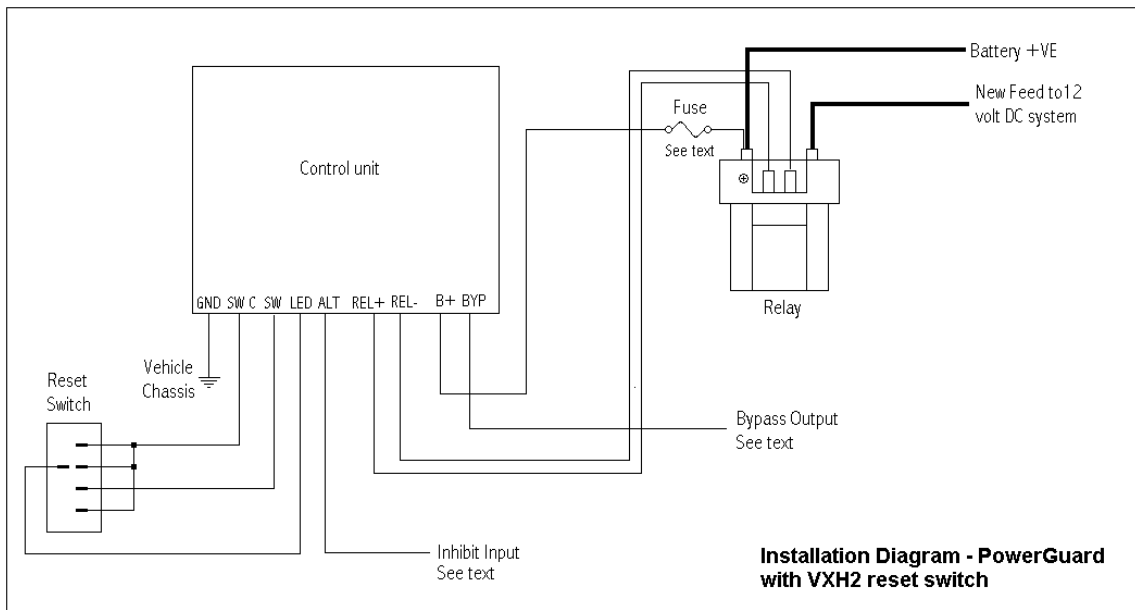 Battery +VE
New Feed to12
volt DC system
Fuse
See text
Control unit
Relay
GND SW C SW LED ALT REL+ REL- B+ BYP
Vehicle
Chassis
Reset
Switch
Bypass Output
See text
Inhibit Input
See text
Installation Diagram - PowerGuard
with VXH2 reset switch